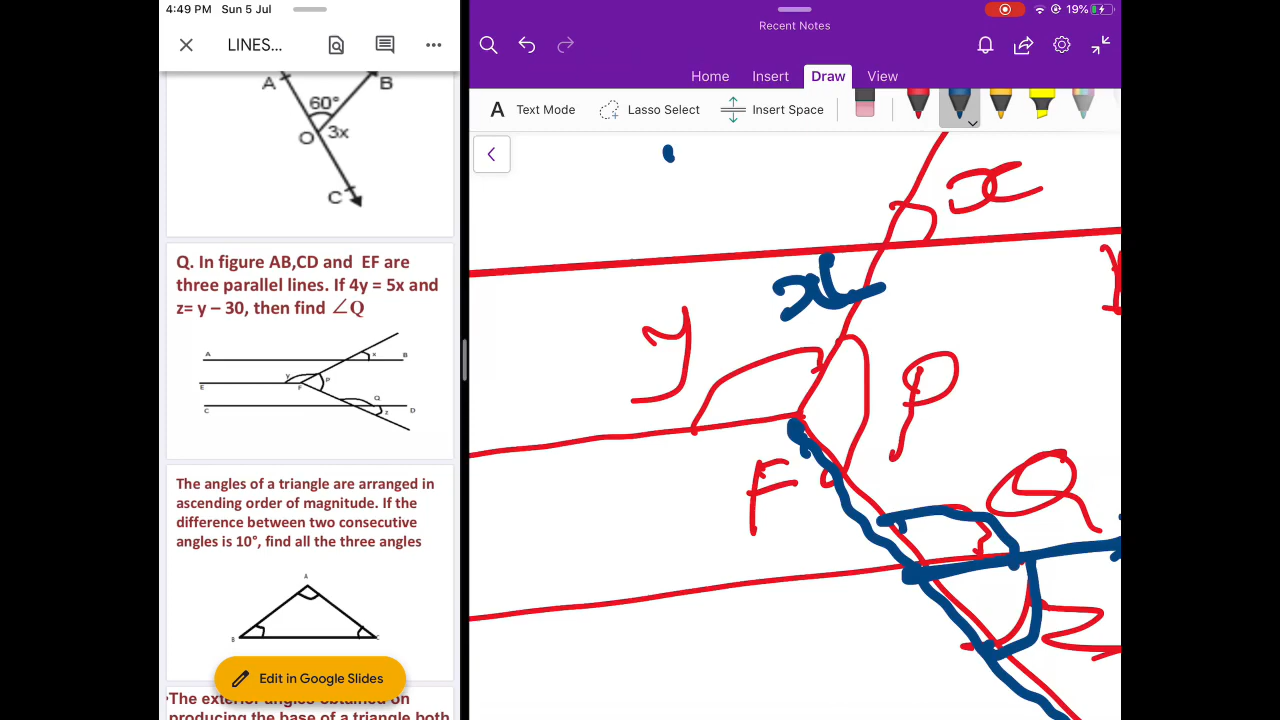 4:49 PM Sun 5 Jul
LINES...
A
B
60°
O
3x
C
Q. In figure AB,CD and EF are
three parallel lines. If 4y = 5x and
z= y – 30, then find ∠Q
A
x
B
E
y
F
P
C
Q
D
z
The angles of a triangle are arranged in
ascending order of magnitude. If the
difference between two consecutive
angles is 10°, find all the three angles
A
B
C
Edit in Google Slides
The exterior angles obtained on
producing the base of a triangle both
Recent Notes
19%
Home Insert Draw View
A Text Mode Lasso Select Insert Space
x
x
y
P
F
Q
z